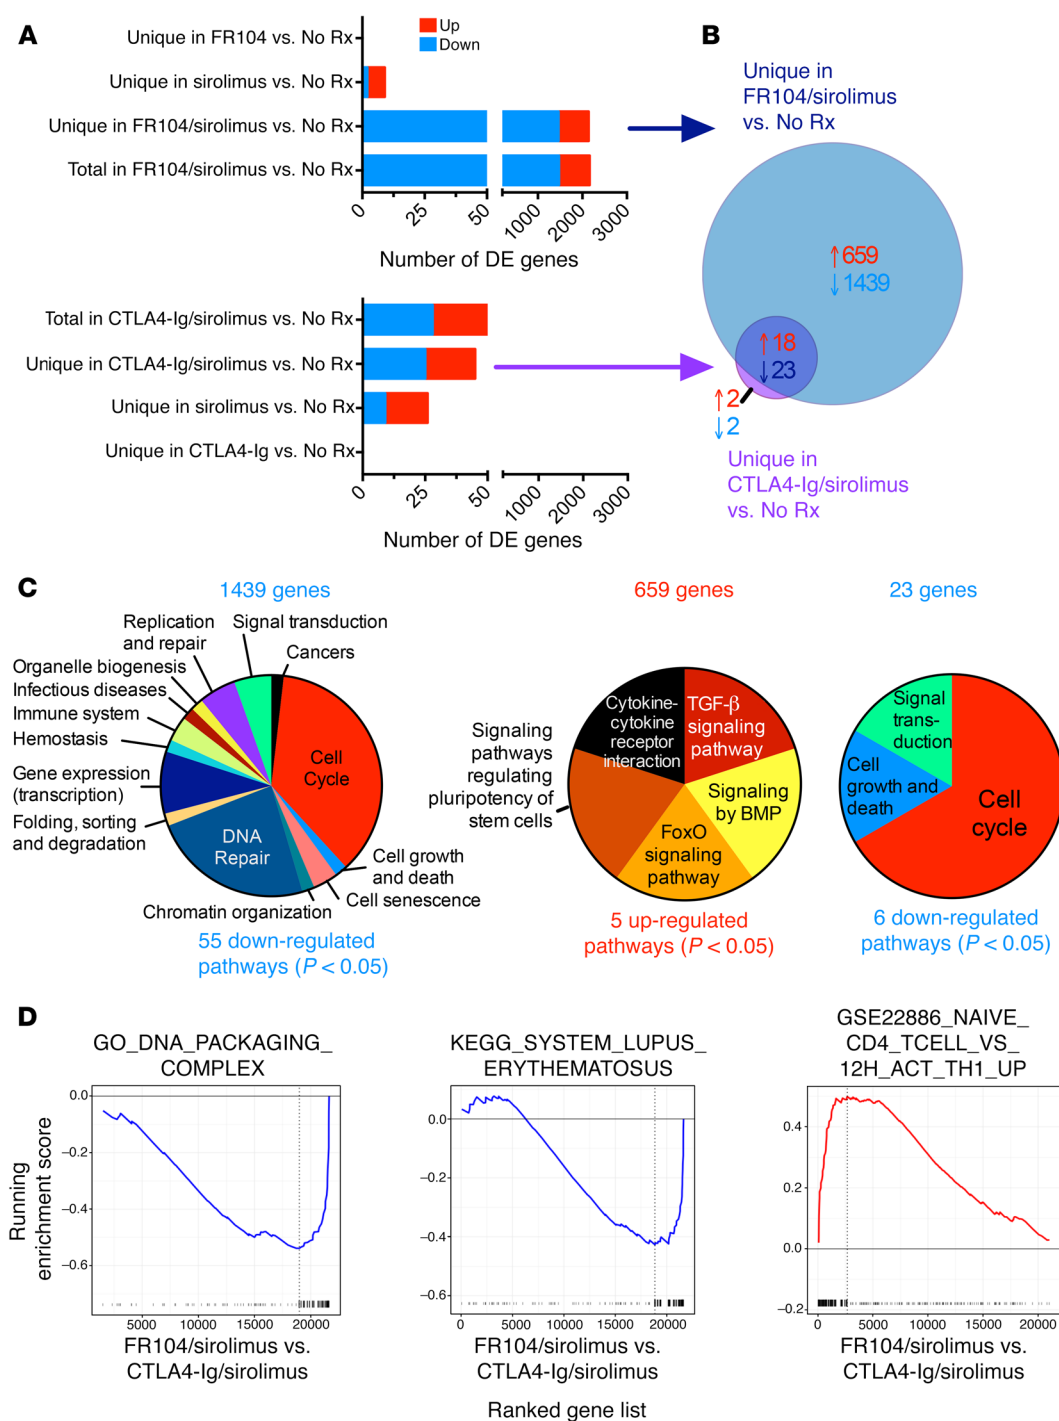 A
Up
Down
Unique in FR104 vs. No Rx
Unique in sirolimus vs. No Rx
Unique in FR104/sirolimus vs. No Rx
Total in FR104/sirolimus vs. No Rx
0
25
50
1000
2000
3000
Number of DE genes
Total in CTLA4-Ig/sirolimus vs. No Rx
Unique in CTLA4-Ig/sirolimus vs. No Rx
Unique in sirolimus vs. No Rx
Unique in CTLA4-Ig vs. No Rx
0
25
50
1000
2000
3000
Number of DE genes
B
Unique in
FR104/sirolimus
vs. No Rx
↑659
↓1439
↑18
↓23
↑2
↓2
Unique in
CTLA4-Ig/sirolimus
vs. No Rx
C
1439 genes
Replication
and repair
Signal transduction
Cancers
Organelle biogenesis
Infectious diseases
Immune system
Hemostasis
Gene expression
(transcription)
Folding, sorting
and degradation
Cell
Cycle
DNA
Repair
Cell growth
and death
Cell senescence
Chromatin organization
55 down-regulated
pathways (P < 0.05)
659 genes
Cytokine-
cytokine
receptor
interaction
TGF-β
signaling
pathway
Signaling
pathways
regulating
pluripotency of
stem cells
Signaling
by BMP
FoxO
signaling
pathway
5 up-regulated
pathways (P < 0.05)
23 genes
Signal
trans-
duction
Cell
growth and
death
Cell
cycle
6 down-regulated
pathways (P < 0.05)
D
GO_DNA_PACKAGING_
COMPLEX
Running
enrichment score
0.0
−0.2
−0.4
−0.6
5000
10000
15000
20000
FR104/sirolimus vs.
CTLA4-Ig/sirolimus
KEGG_SYSTEM_LUPUS_
ERYTHEMATOSUS
0.0
−0.2
−0.4
−0.6
0
5000
10000
15000
20000
FR104/sirolimus vs.
CTLA4-Ig/sirolimus
GSE22886_NAIVE_
CD4_TCELL_VS_
12H_ACT_TH1_UP
0.4
0.2
0.0
−0.2
0
5000
10000
15000
20000
FR104/sirolimus vs.
CTLA4-Ig/sirolimus
Ranked gene list